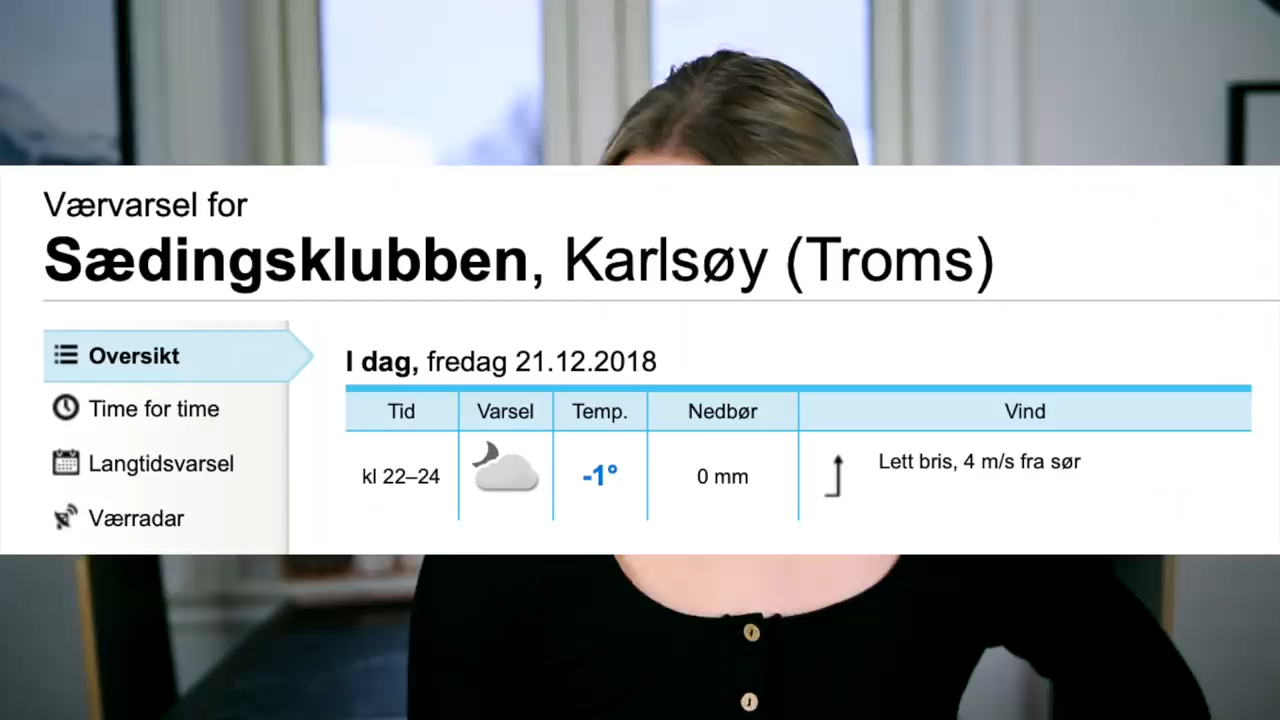 Værvarsel for
Sædingsklubben, Karlsøy (Troms)
Oversikt
Time for time
Langtidsvarsel
Værradar
I dag, fredag 21.12.2018
Tid Varsel Temp. Nedbør Vind
kl 22–24 -1° 0 mm Lett bris, 4 m/s fra sør